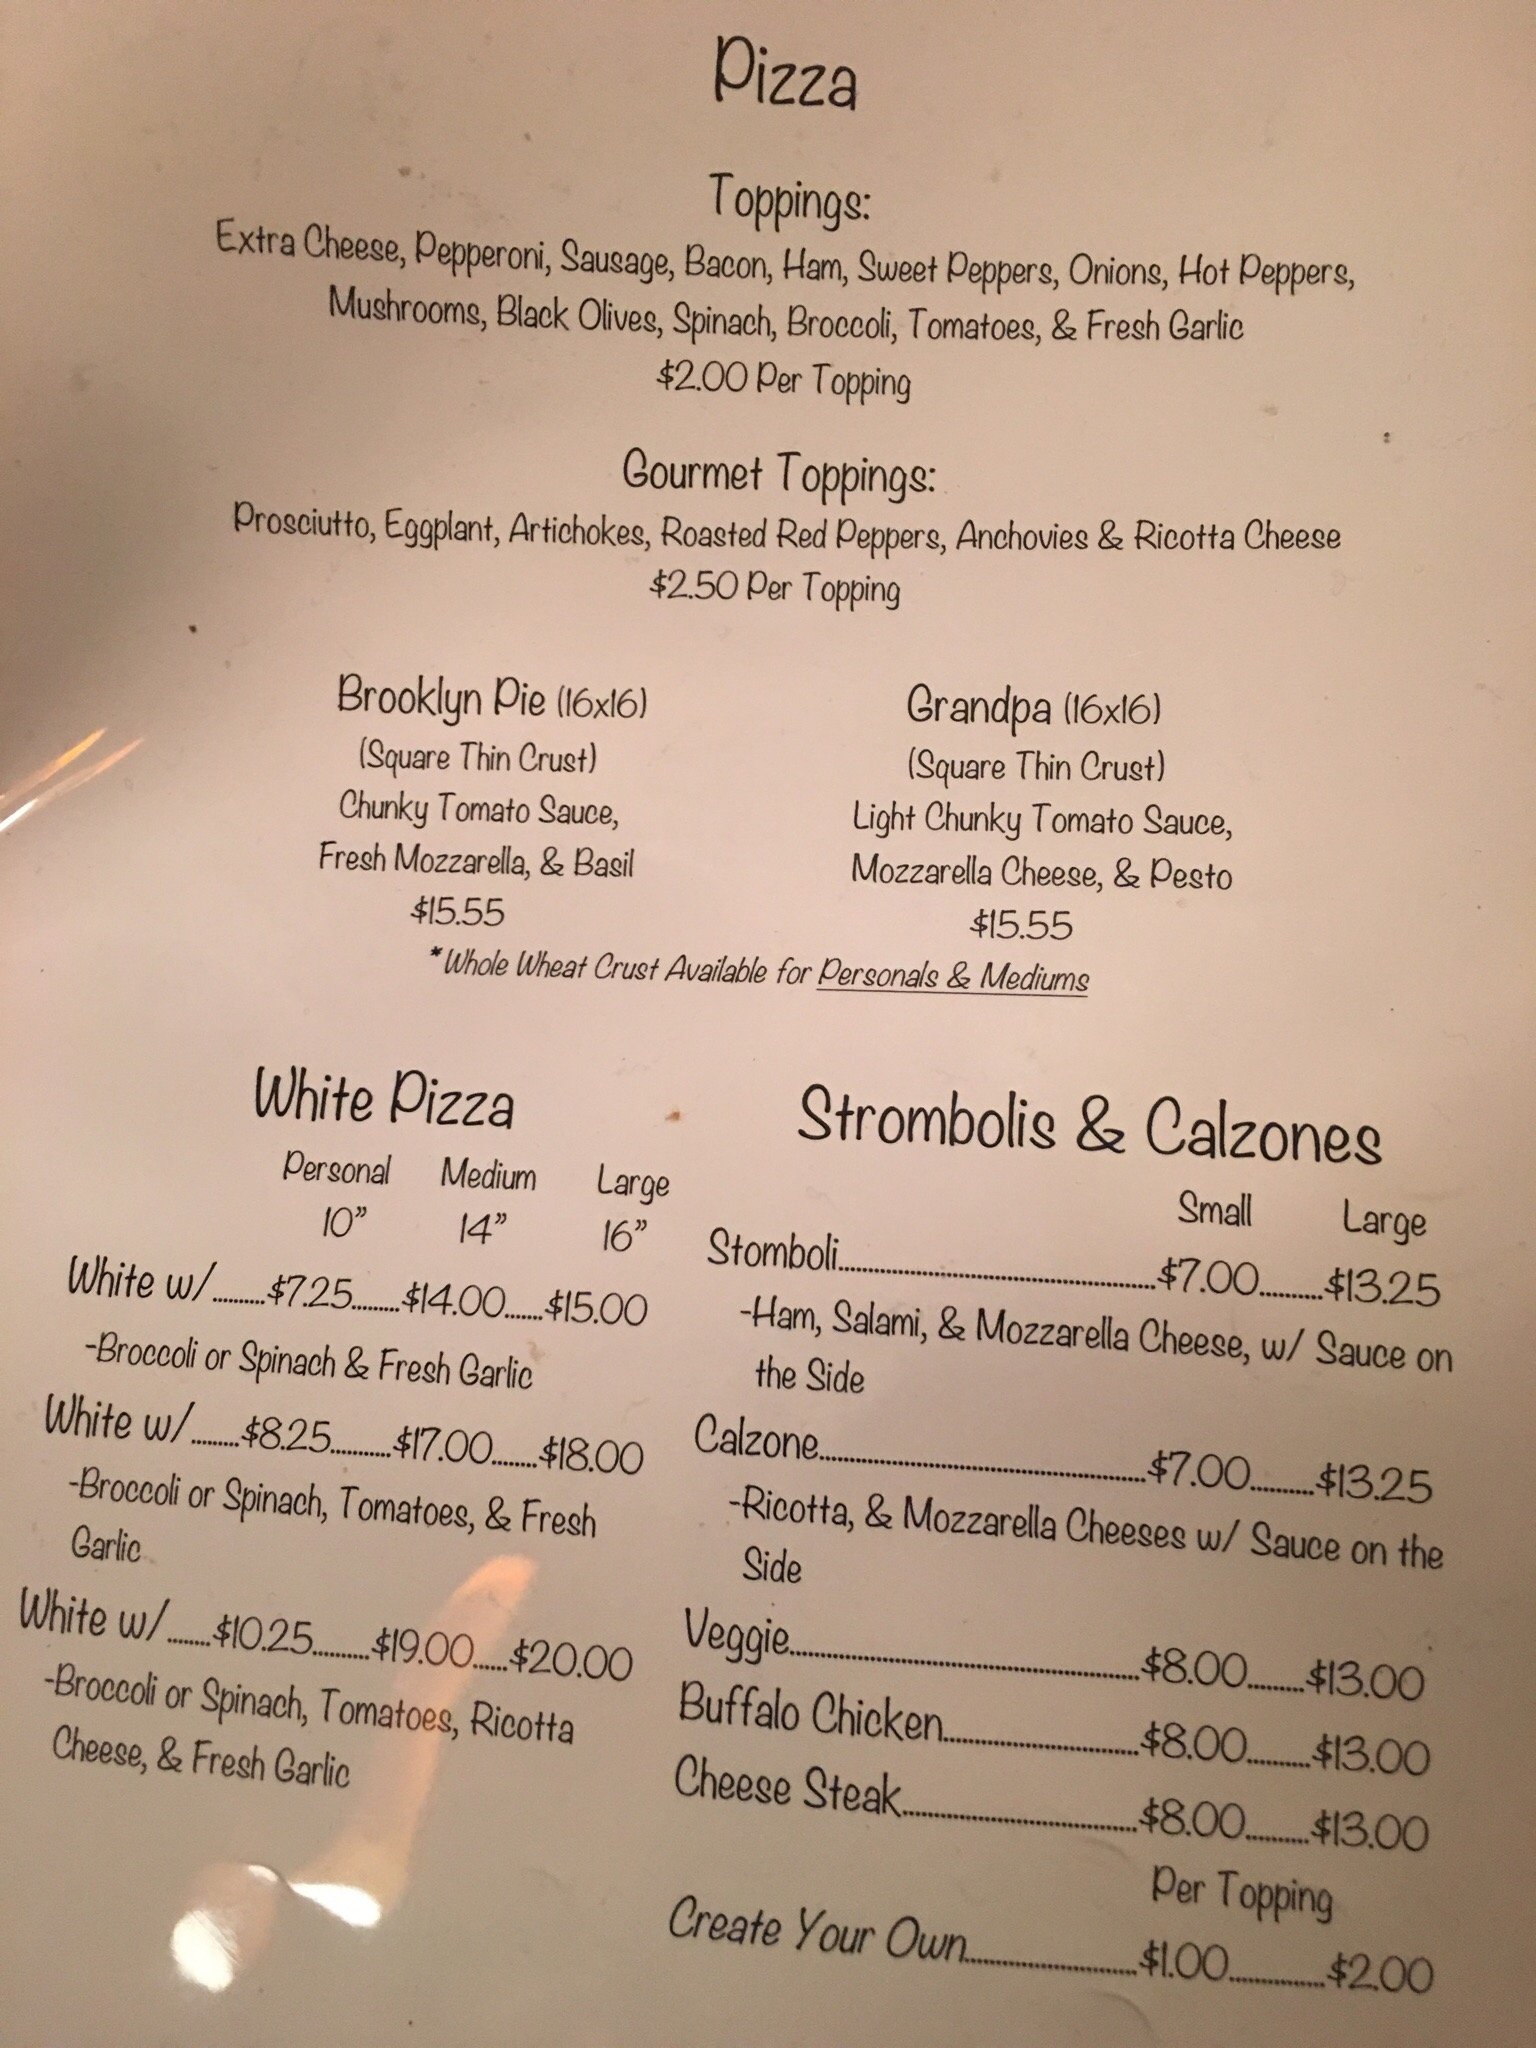 Pizza
Toppings:
Extra Cheese, Pepperoni, Sausage, Bacon, Ham, Sweet Peppers, Onions, Hot Peppers,
Mushrooms, Black Olives, Spinach, Broccoli, Tomatoes, & Fresh Garlic
$2.00 Per Topping
Gourmet Toppings:
Prosciutto, Eggplant, Artichokes, Roasted Red Peppers, Anchovies & Ricotta Cheese
$2.50 Per Topping
Brooklyn Pie (16x16)
(Square Thin Crust)
Chunky Tomato Sauce,
Fresh Mozzarella, & Basil
$15.55
Grandpa (16x16)
(Square Thin Crust)
Light Chunky Tomato Sauce,
Mozzarella Cheese, & Pesto
$15.55
*Whole Wheat Crust Available for Personals & Mediums
White Pizza
Personal Medium Large
10" 14" 16"
White w/..........$7.25.........$14.00.......$15.00
-Broccoli or Spinach & Fresh Garlic
White w/.........$8.25...........$17.00........$18.00
-Broccoli or Spinach, Tomatoes, & Fresh
Garlic
White w/........$10.25..........$19.00......$20.00
-Broccoli or Spinach, Tomatoes, Ricotta
Cheese, & Fresh Garlic
Strombolis & Calzones
Small Large
Stomboli..........................................................$7.00...........$13.25
-Ham, Salami, & Mozzarella Cheese, w/ Sauce on
the Side
Calzone...........................................................$7.00...........$13.25
-Ricotta, & Mozzarella Cheeses w/ Sauce on the
Side
Veggie...............................................................$8.00..........$13.00
Buffalo Chicken...................................$8.00...........$13.00
Cheese Steak..........................................$8.00...........$13.00
Per Topping
Create Your Own...............................$1.00.................$2.00